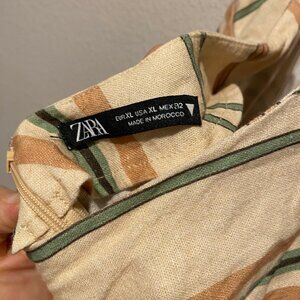 ZARA
EUR XL USA XL MEX 32
MADE IN MOROCCO